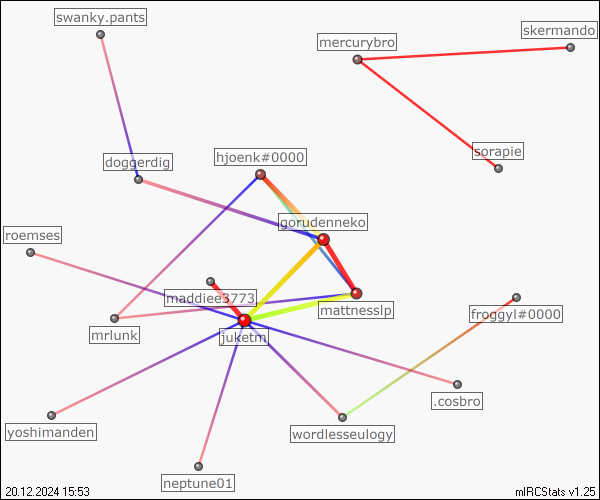 swanky.pants
skermando
mercurybro
sorapie
doggerdig
hjoenk#0000
gorudenneko
roemses
maddiee3773
mattnesslp
froggyl#0000
mrlunk
juketm
.cosbro
yoshimanden
wordlesseulogy
neptune01
20.12.2024 15:53
mIRCStats v1.25